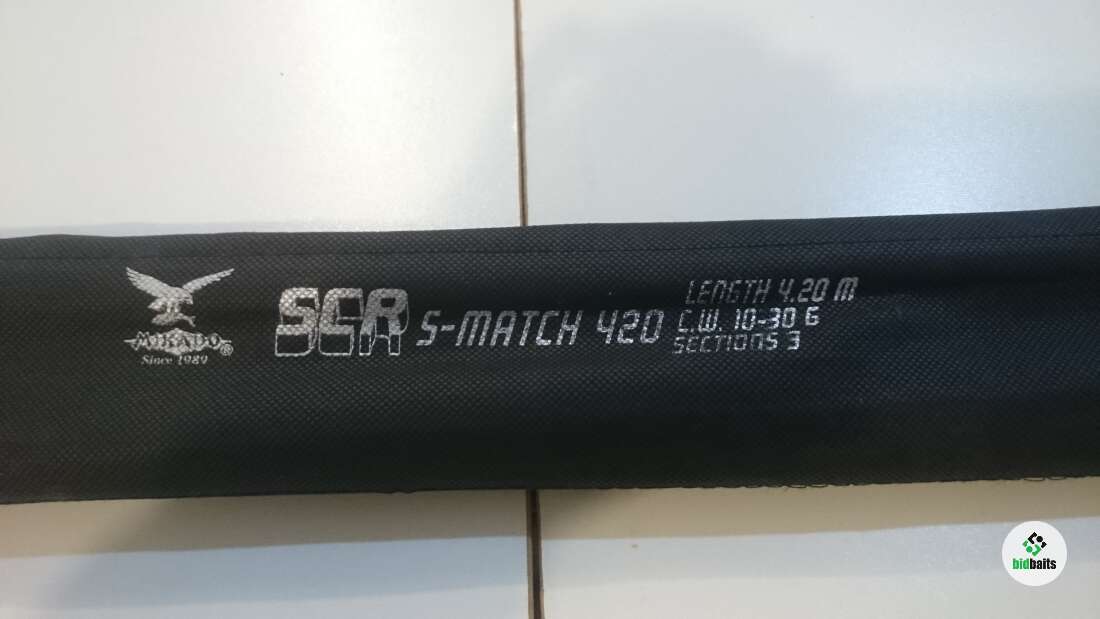 MIKADO®
Since 1989
SCR S-MATCH 420
LENGTH 4.20 M
C.W. 10-30 G
SECTIONS 3
bidbaits